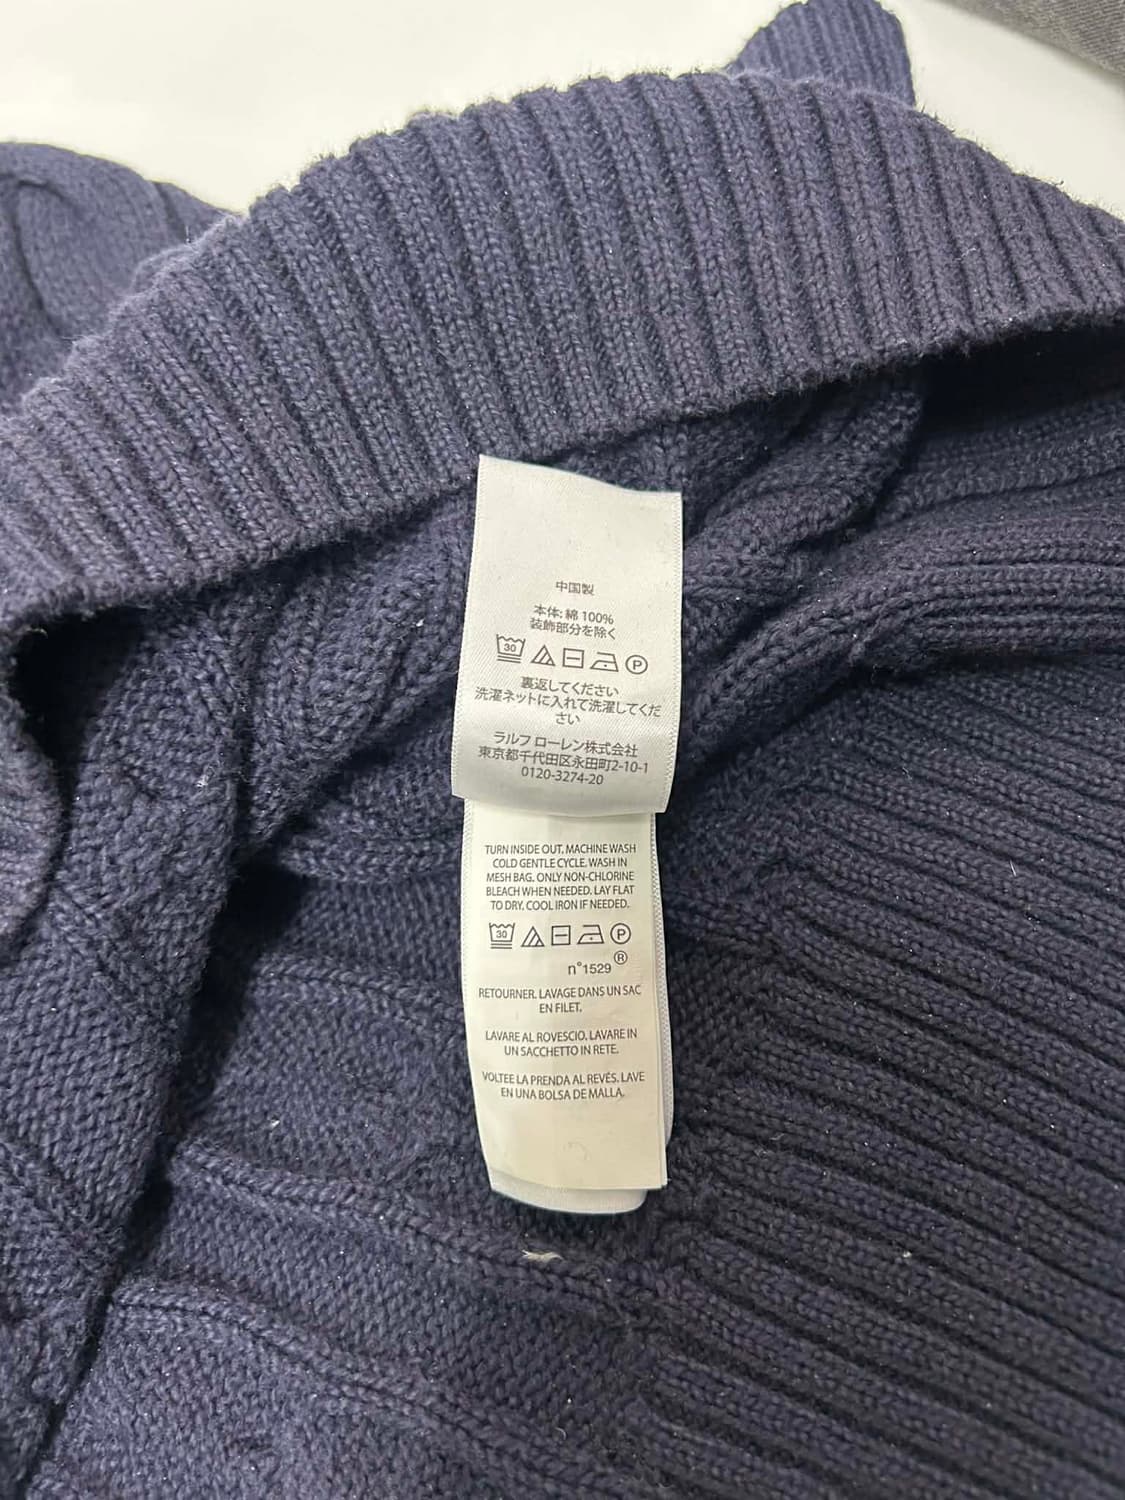 中国製
本体: 綿 100%
装飾部分を除く
30 P
裏返してください
洗濯ネットに入れて洗濯してくだ
さい
ラルフ ローレン株式会社
東京都千代田区永田町2-10-1
0120-3274-20
TURN INSIDE OUT. MACHINE WASH
COLD GENTLE CYCLE. WASH IN
MESH BAG. ONLY NON-CHLORINE
BLEACH WHEN NEEDED. LAY FLAT
TO DRY. COOL IRON IF NEEDED.
30 P
n°1529 ®
RETOURNER. LAVAGE DANS UN SAC
EN FILET.
LAVARE AL ROVESCIO. LAVARE IN
UN SACCHETTO IN RETE.
VOLTEE LA PRENDA AL REVÉS. LAVE
EN UNA BOLSA DE MALLA.